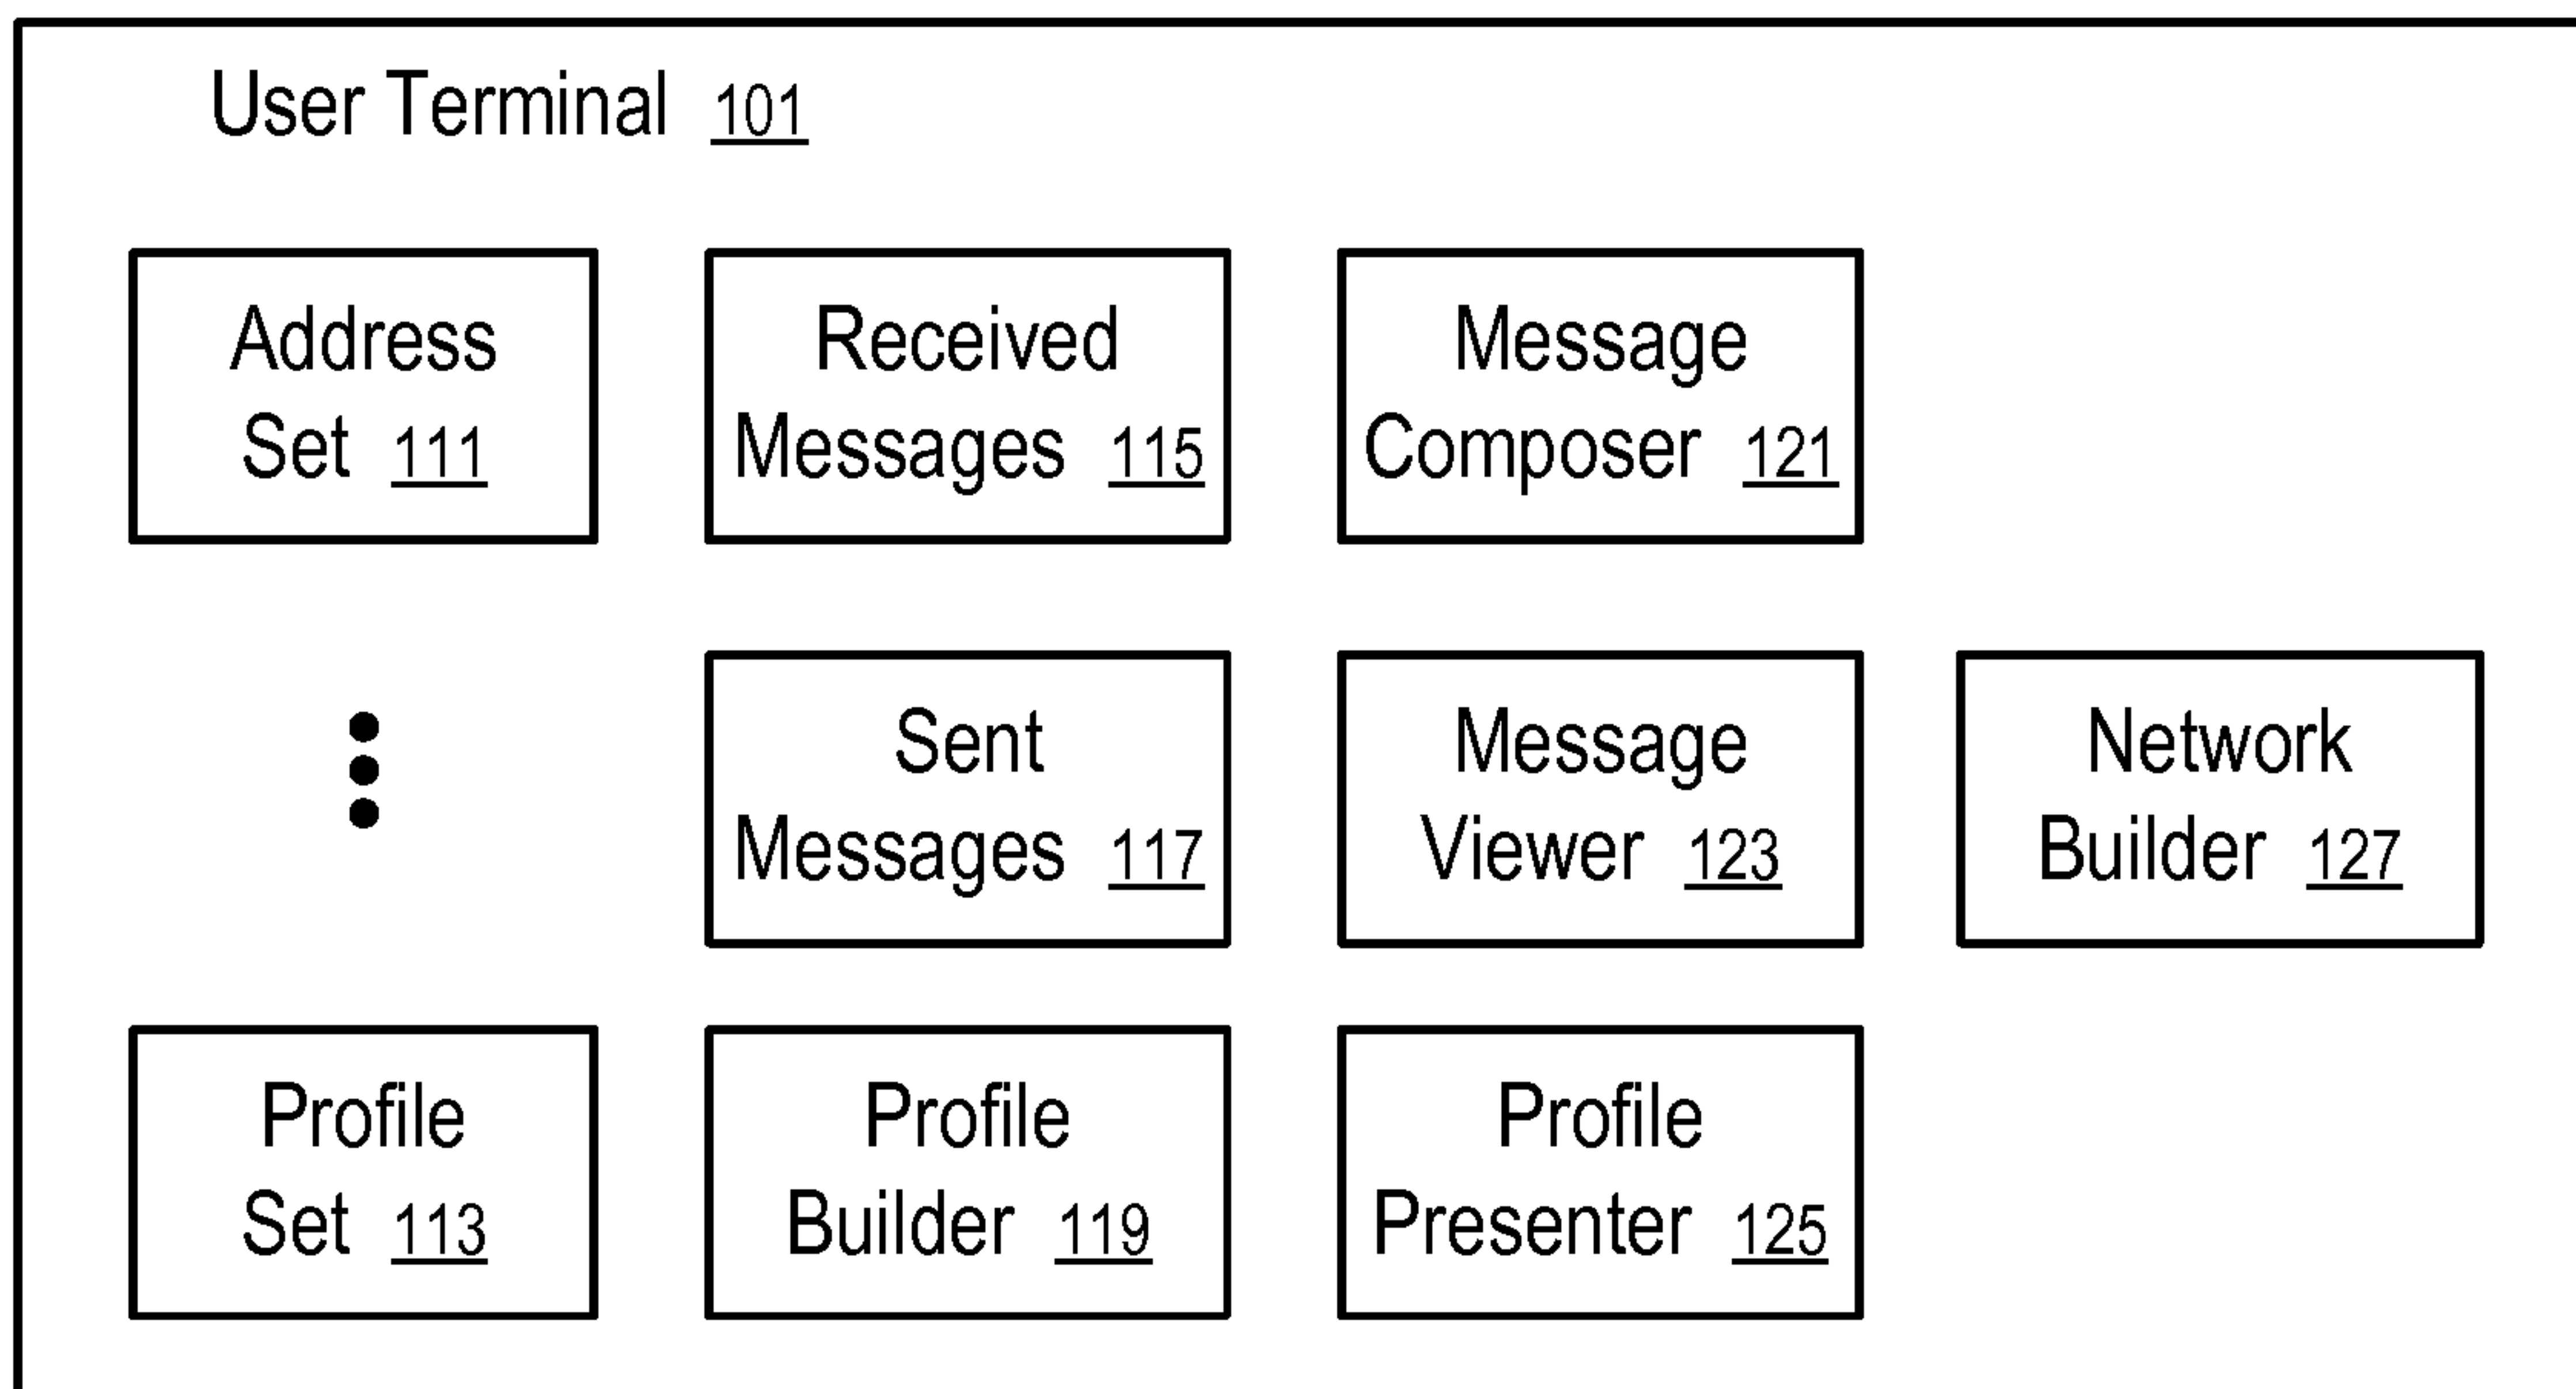 User Terminal 101
Address
Set 111
Received
Messages 115
Message
Composer 121
Sent
Messages 117
Message
Viewer 123
Network
Builder 127
Profile
Set 113
Profile
Builder 119
Profile
Presenter 125